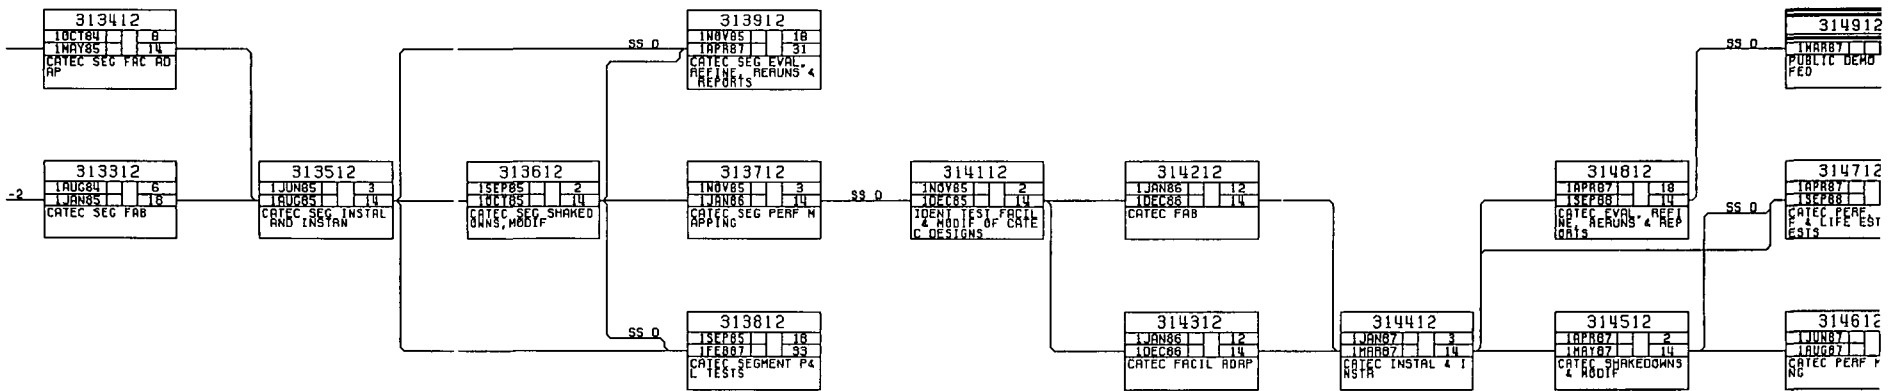 313412
1OCT84 8
1MAY85 14
CATEC SEG FAC AD
AP
313912
1NOV85 18
1APR87 31
CATEC SEG EVAL,
REFINE, RERUNS &
REPORTS
SS 0
314912
1MAR87
PUBLIC DEMO
FED
SS 0
-2
313312
1AUG84 6
1JAN85 18
CATEC SEG FAB
313512
1JUN85 3
1AUG85 14
CATEC SEG INSTAL
AND INSTRN
313612
1SEP85 2
1OCT85 14
CATEC SEG SHAKED
OWNS,MODIF
313712
1NOV85 3
1JAN86 14
CATEC SEG PERF M
APPING
SS 0
314112
1NOV85 2
1DEC85 14
IDENT TEST FACIL
& MODIF OF CATE
C DESIGNS
314212
1JAN86 12
1DEC86 14
CATEC FAB
314812
1APR87 18
1SEP88 14
CATEC EVAL, REFI
NE, RERUNS & REP
ORTS
SS 0
314712
1APR87
1SEP88
CATEC PERF,
F & LIFE EST
ESTS
SS 0
313812
1SEP85 18
1FEB87 33
CATEC SEGMENT P&
L TESTS
314312
1JAN86 12
1DEC86 14
CATEC FACIL ADAP
314412
1JAN87 3
1MAR87 14
CATEC INSTAL & I
NSTR
314512
1APR87 2
1MAY87 14
CATEC SHAKEDOWNS
& MODIF
314612
1JUN87
1AUG87
CATEC PERF M
NG